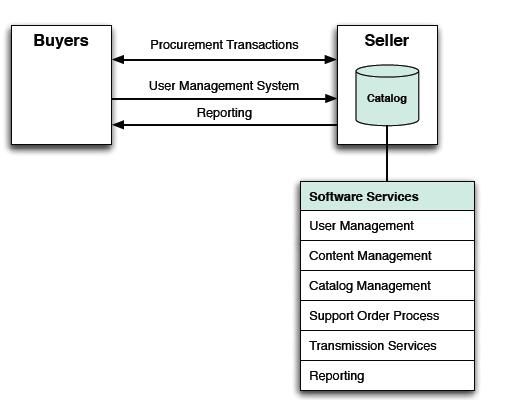 Buyers
Procurement Transactions
Seller
User Management System
Catalog
Reporting
Software Services
User Management
Content Management
Catalog Management
Support Order Process
Transmission Services
Reporting